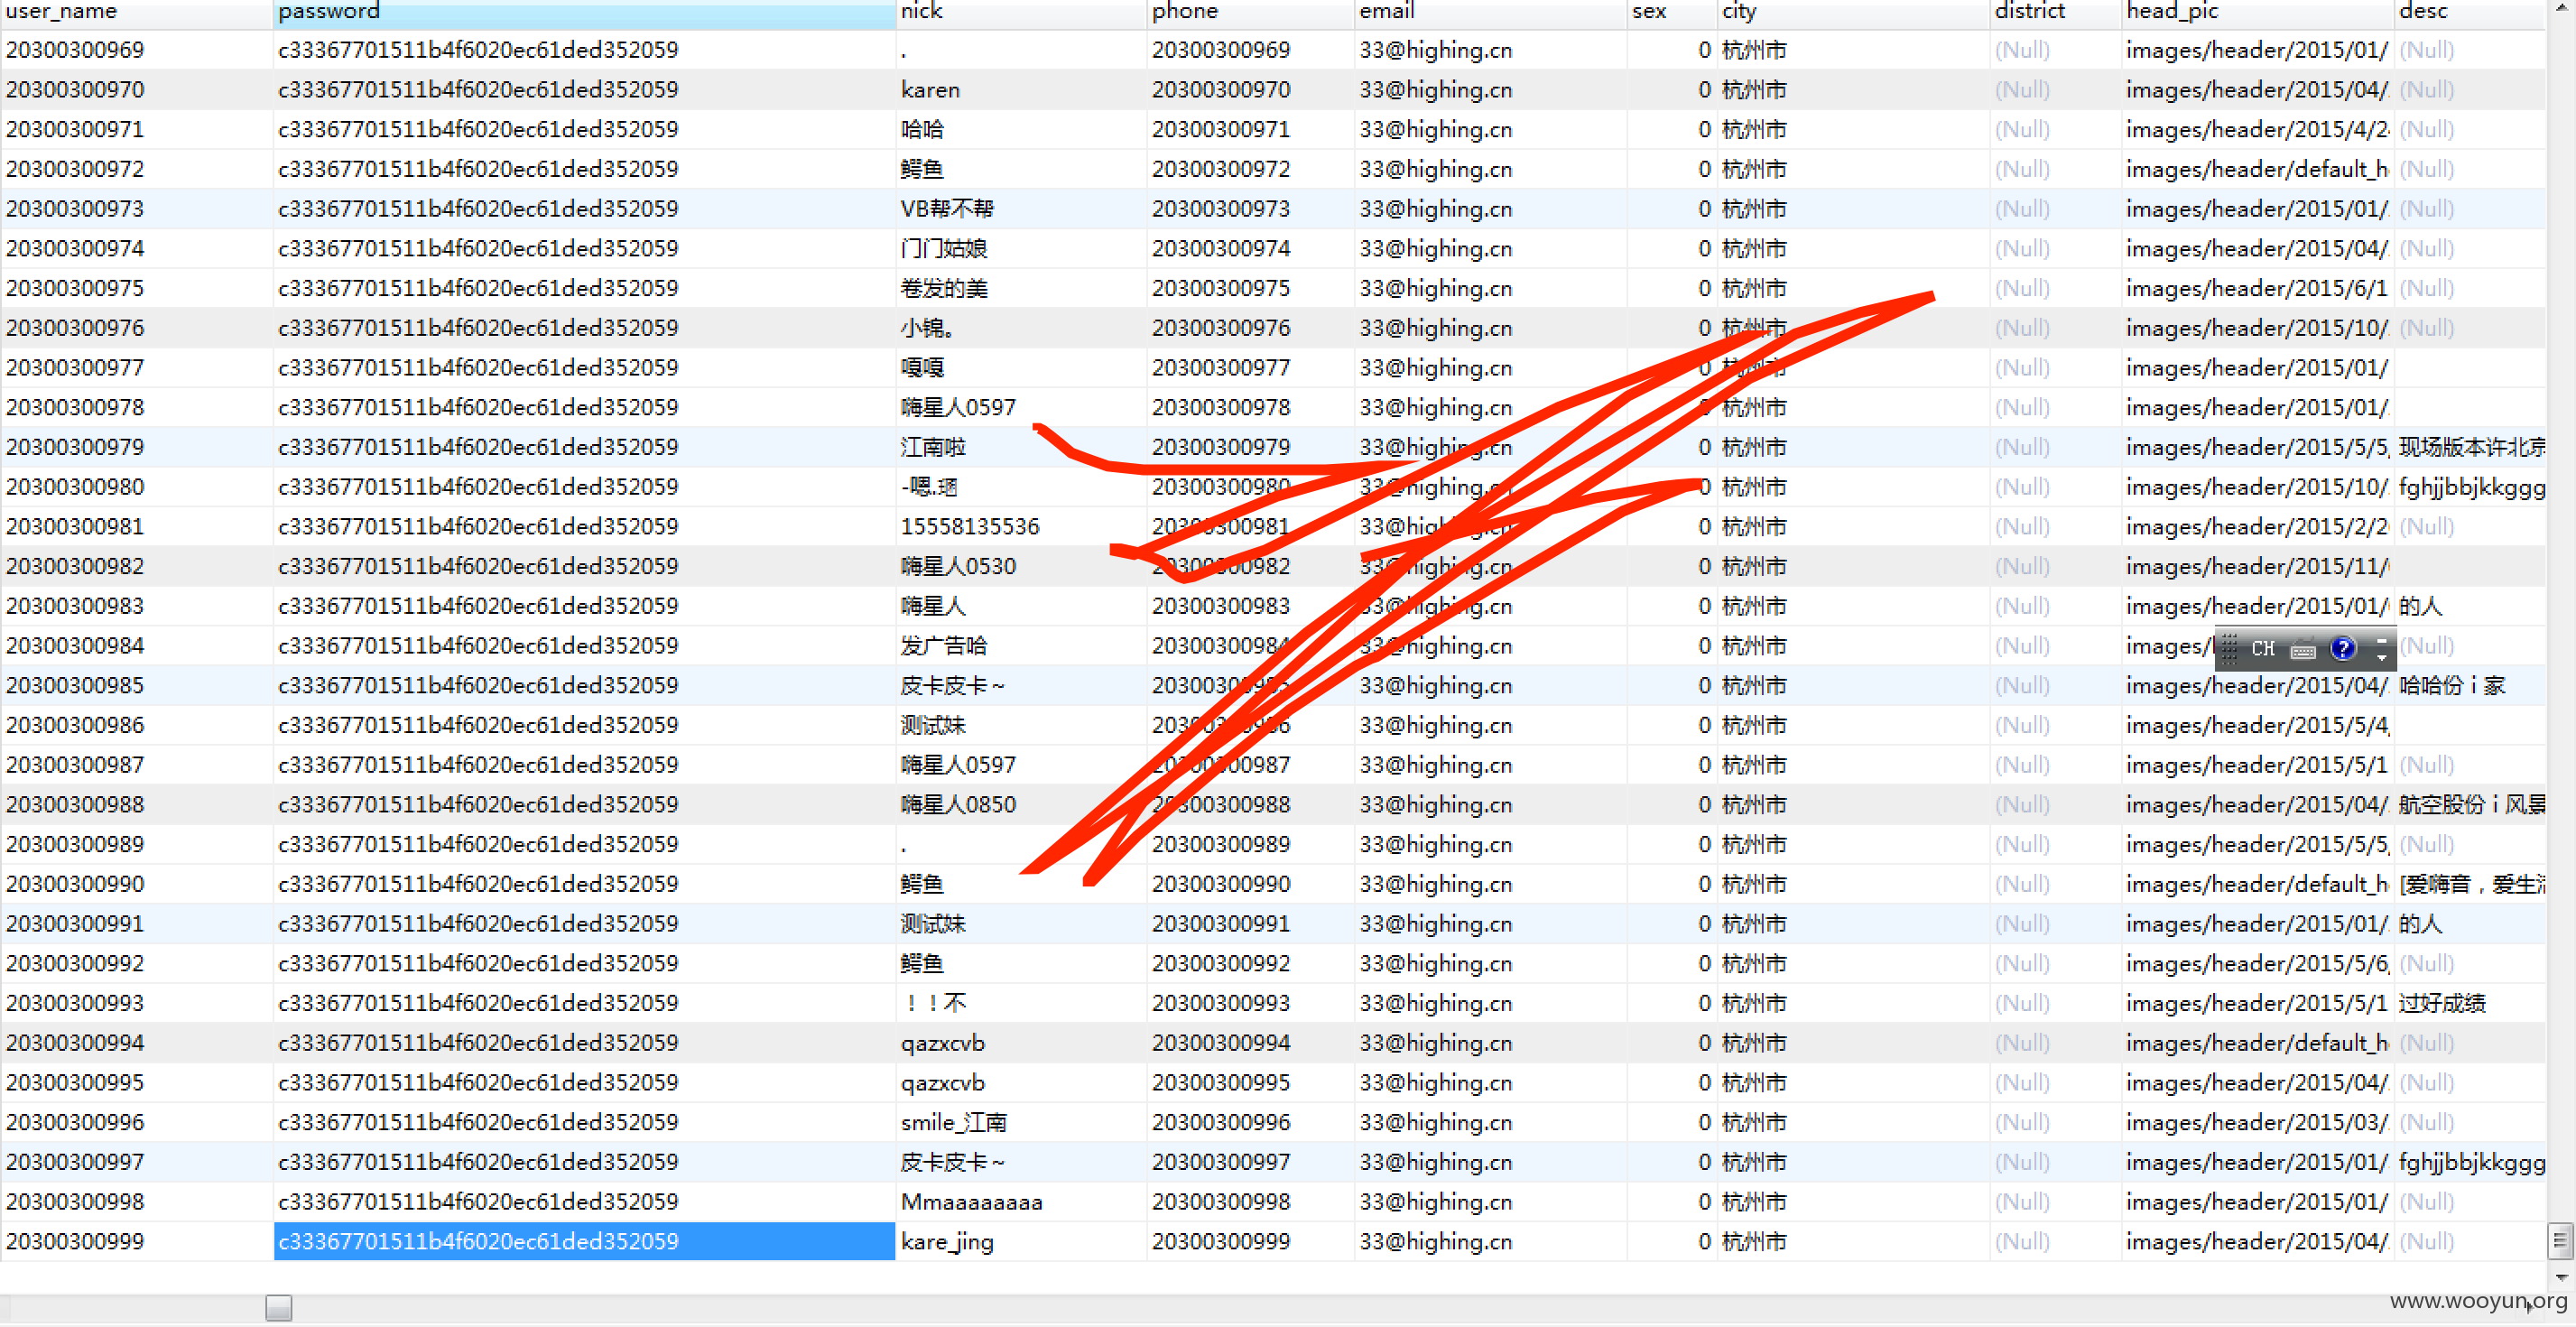 user_name password nick phone email sex city district head_pic desc
20300300969 c33367701511b4f6020ec61ded352059 . 20300300969 33@highing.cn 0 杭州市 (Null) images/header/2015/01/ (Null)
20300300970 c33367701511b4f6020ec61ded352059 karen 20300300970 33@highing.cn 0 杭州市 (Null) images/header/2015/04/ (Null)
20300300971 c33367701511b4f6020ec61ded352059 哈哈 20300300971 33@highing.cn 0 杭州市 (Null) images/header/2015/4/2 (Null)
20300300972 c33367701511b4f6020ec61ded352059 鳄鱼 20300300972 33@highing.cn 0 杭州市 (Null) images/header/default_h (Null)
20300300973 c33367701511b4f6020ec61ded352059 VB帮不帮 20300300973 33@highing.cn 0 杭州市 (Null) images/header/2015/01/ (Null)
20300300974 c33367701511b4f6020ec61ded352059 门门姑娘 20300300974 33@highing.cn 0 杭州市 (Null) images/header/2015/04/ (Null)
20300300975 c33367701511b4f6020ec61ded352059 卷发的美 20300300975 33@highing.cn 0 杭州市 (Null) images/header/2015/6/1 (Null)
20300300976 c33367701511b4f6020ec61ded352059 小锦。 20300300976 33@highing.cn 0 杭州市 (Null) images/header/2015/10/ (Null)
20300300977 c33367701511b4f6020ec61ded352059 嘎嘎 20300300977 33@highing.cn 0 杭州市 (Null) images/header/2015/01/
20300300978 c33367701511b4f6020ec61ded352059 嗨星人0597 20300300978 33@highing.cn 0 杭州市 (Null) images/header/2015/01/
20300300979 c33367701511b4f6020ec61ded352059 江南啦 20300300979 33@highing.cn 0 杭州市 (Null) images/header/2015/5/5, 现场版本许北京
20300300980 c33367701511b4f6020ec61ded352059 -嗯. 20300300980 33@highing.cn 0 杭州市 (Null) images/header/2015/10/ fghjjbbjkkggg
20300300981 c33367701511b4f6020ec61ded352059 15558135536 20300300981 33@highing.cn 0 杭州市 (Null) images/header/2015/2/2 (Null)
20300300982 c33367701511b4f6020ec61ded352059 嗨星人0530 20300300982 33@highing.cn 0 杭州市 (Null) images/header/2015/11/
20300300983 c33367701511b4f6020ec61ded352059 嗨星人 20300300983 33@highing.cn 0 杭州市 (Null) images/header/2015/01/ 的人
20300300984 c33367701511b4f6020ec61ded352059 发广告哈 20300300984 33@highing.cn 0 杭州市 (Null) images/ CH (Null)
20300300985 c33367701511b4f6020ec61ded352059 皮卡皮卡~ 20300300985 33@highing.cn 0 杭州市 (Null) images/header/2015/04/ 哈哈份 i 家
20300300986 c33367701511b4f6020ec61ded352059 测试妹 20300300986 33@highing.cn 0 杭州市 (Null) images/header/2015/5/4,
20300300987 c33367701511b4f6020ec61ded352059 嗨星人0597 20300300987 33@highing.cn 0 杭州市 (Null) images/header/2015/5/1 (Null)
20300300988 c33367701511b4f6020ec61ded352059 嗨星人0850 20300300988 33@highing.cn 0 杭州市 (Null) images/header/2015/04/ 航空股份 i 风景
20300300989 c33367701511b4f6020ec61ded352059 . 20300300989 33@highing.cn 0 杭州市 (Null) images/header/2015/5/5, (Null)
20300300990 c33367701511b4f6020ec61ded352059 鳄鱼 20300300990 33@highing.cn 0 杭州市 (Null) images/header/default_h [爱嗨音，爱生活
20300300991 c33367701511b4f6020ec61ded352059 测试妹 20300300991 33@highing.cn 0 杭州市 (Null) images/header/2015/01/ 的人
20300300992 c33367701511b4f6020ec61ded352059 鳄鱼 20300300992 33@highing.cn 0 杭州市 (Null) images/header/2015/5/6, (Null)
20300300993 c33367701511b4f6020ec61ded352059 ！！不 20300300993 33@highing.cn 0 杭州市 (Null) images/header/2015/5/1 过好成绩
20300300994 c33367701511b4f6020ec61ded352059 qazxcvb 20300300994 33@highing.cn 0 杭州市 (Null) images/header/default_h (Null)
20300300995 c33367701511b4f6020ec61ded352059 qazxcvb 20300300995 33@highing.cn 0 杭州市 (Null) images/header/2015/04/ (Null)
20300300996 c33367701511b4f6020ec61ded352059 smile_江南 20300300996 33@highing.cn 0 杭州市 (Null) images/header/2015/03/ (Null)
20300300997 c33367701511b4f6020ec61ded352059 皮卡皮卡~ 20300300997 33@highing.cn 0 杭州市 (Null) images/header/2015/01/ fghjjbbjkkggg
20300300998 c33367701511b4f6020ec61ded352059 Mmaaaaaaaa 20300300998 33@highing.cn 0 杭州市 (Null) images/header/2015/01/ (Null)
20300300999 c33367701511b4f6020ec61ded352059 kare_jing 20300300999 33@highing.cn 0 杭州市 (Null) images/header/2015/04/ (Null)
www.wooyun.org